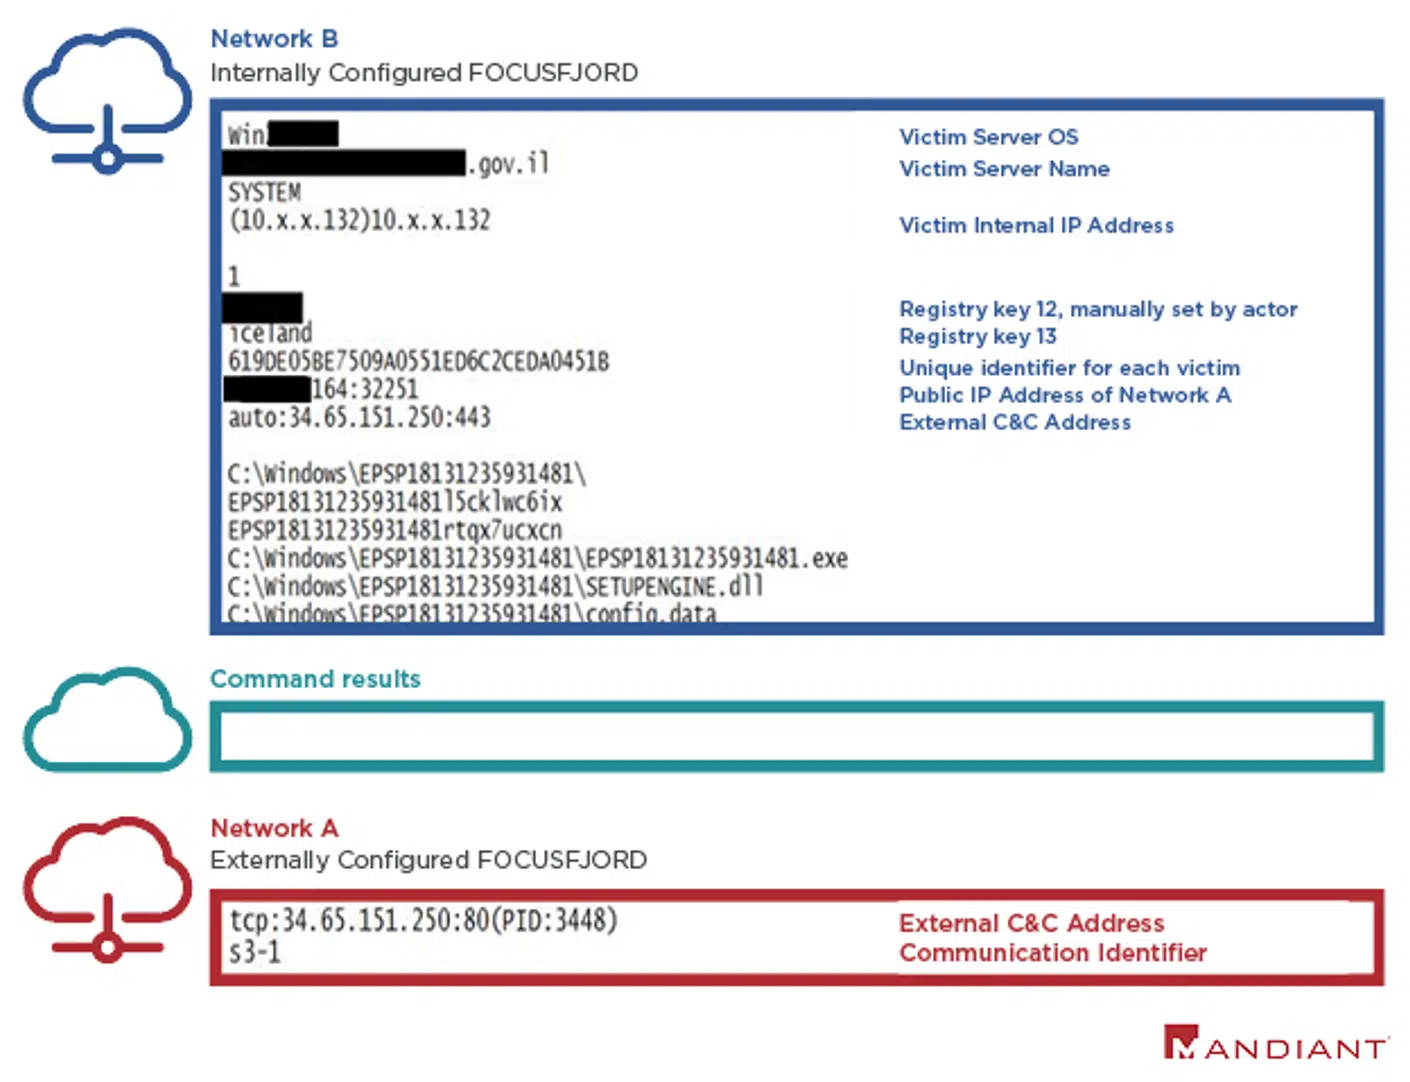 Network B
Internally Configured FOCUSFJORD
Win
Victim Server OS
.gov.il
Victim Server Name
SYSTEM
(10.x.x.132)10.x.x.132
Victim Internal IP Address
1
Registry key 12, manually set by actor
iceland
Registry key 13
619DE05BE7509A0551ED6C2CEDA0451B
Unique identifier for each victim
164:32251
Public IP Address of Network A
auto:34.65.151.250:443
External C&C Address
C:\Windows\EPSP18131235931481\
EPSP18131235931481l5cklwc6ix
EPSP18131235931481rtqx7ucxcn
C:\Windows\EPSP18131235931481\EPSP18131235931481.exe
C:\Windows\EPSP18131235931481\SETUPENGINE.dll
C:\Windows\EPSP18131235931481\config.data
Command results
Network A
Externally Configured FOCUSFJORD
tcp:34.65.151.250:80(PID:3448)
External C&C Address
s3-1
Communication Identifier
MANDIANT